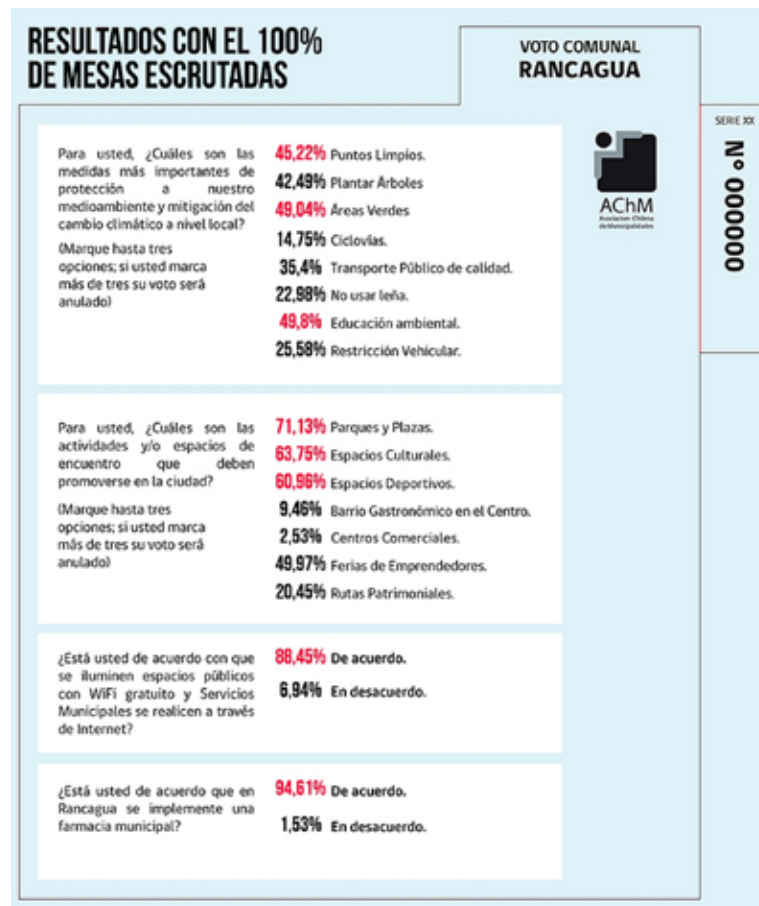 RESULTADOS CON EL 100%
DE MESAS ESCRUTADAS
VOTO COMUNAL
RANCAGUA
SERIE XX
N° 000000
AChM
Asociacion Chilena
de Municipalidades
Para usted, ¿Cuáles son las
medidas más importantes de
protección a nuestro
medioambiente y mitigación del
cambio climático a nivel local?
(Marque hasta tres
opciones; si usted marca
más de tres su voto será
anulado)
45,22% Puntos Limpios.
42,49% Plantar Árboles
49,04% Áreas Verdes
14,75% Ciclovías.
35,4% Transporte Público de calidad.
22,98% No usar leña.
49,8% Educación ambiental.
25,58% Restricción Vehicular.
Para usted, ¿Cuáles son las
actividades y/o espacios de
encuentro que deben
promoverse en la ciudad?
(Marque hasta tres
opciones; si usted marca
más de tres su voto será
anulado)
71,13% Parques y Plazas.
63,75% Espacios Culturales.
60,96% Espacios Deportivos.
9,46% Barrio Gastronómico en el Centro.
2,53% Centros Comerciales.
49,97% Ferias de Emprendedores.
20,45% Rutas Patrimoniales.
¿Está usted de acuerdo con que
se iluminen espacios públicos
con WiFi gratuito y Servicios
Municipales se realicen a través
de Internet?
88,45% De acuerdo.
6,94% En desacuerdo.
¿Está usted de acuerdo que en
Rancagua se implemente una
farmacia municipal?
94,61% De acuerdo.
1,53% En desacuerdo.